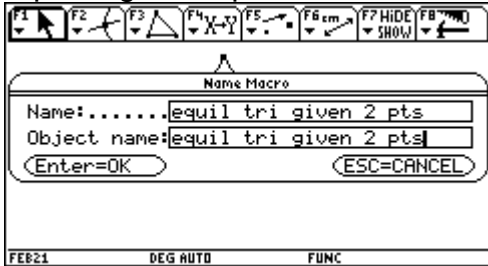 F1 F2 F3 F4 X→Y F5 F6 cm F7 HiDE SHOW F8
Name Macro
Name:.......equil tri given 2 pts
Object name:equil tri given 2 pts
Enter=OK ESC=CANCEL
FEB21 DEG AUTO FUNC